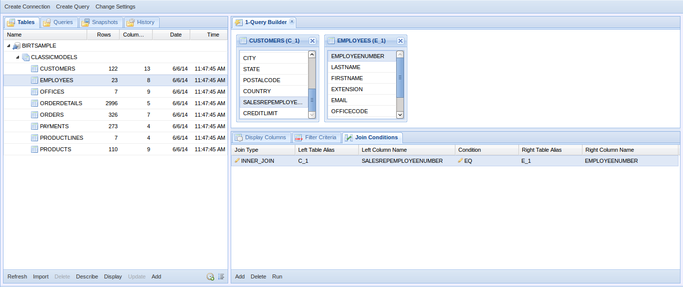 Create Connection Create Query Change Settings
Tables Queries Snapshots History
Name Rows Colum... Date Time
BIRTSAMPLE
CLASSICMODELS
CUSTOMERS 122 13 6/6/14 11:47:45 AM
EMPLOYEES 23 8 6/6/14 11:47:45 AM
OFFICES 7 9 6/6/14 11:47:45 AM
ORDERDETAILS 2996 5 6/6/14 11:47:45 AM
ORDERS 326 7 6/6/14 11:47:45 AM
PAYMENTS 273 4 6/6/14 11:47:45 AM
PRODUCTLINES 7 4 6/6/14 11:47:45 AM
PRODUCTS 110 9 6/6/14 11:47:45 AM
Refresh Import Delete Describe Display Update Add
1-Query Builder
CUSTOMERS (C_1)
CITY
STATE
POSTALCODE
COUNTRY
SALESREPEMPLOYE...
CREDITLIMIT
EMPLOYEES (E_1)
EMPLOYEENUMBER
LASTNAME
FIRSTNAME
EXTENSION
EMAIL
OFFICECODE
Display Columns Filter Criteria Join Conditions
Join Type Left Table Alias Left Column Name Condition Right Table Alias Right Column Name
INNER_JOIN C_1 SALESREPEMPLOYEENUMBER EQ E_1 EMPLOYEENUMBER
Add Delete Run